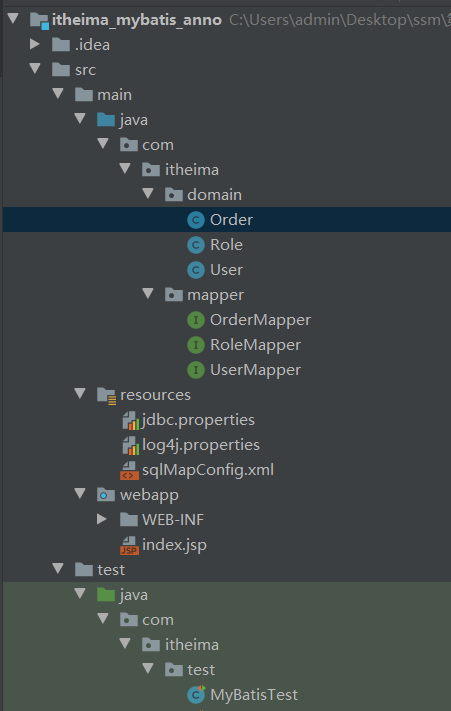 itheima_mybatis_anno C:\Users\admin\Desktop\ssm\
.idea
src
main
java
com
itheima
domain
Order
Role
User
mapper
OrderMapper
RoleMapper
UserMapper
resources
jdbc.properties
log4j.properties
sqlMapConfig.xml
webapp
WEB-INF
index.jsp
test
java
com
itheima
test
MyBatisTest